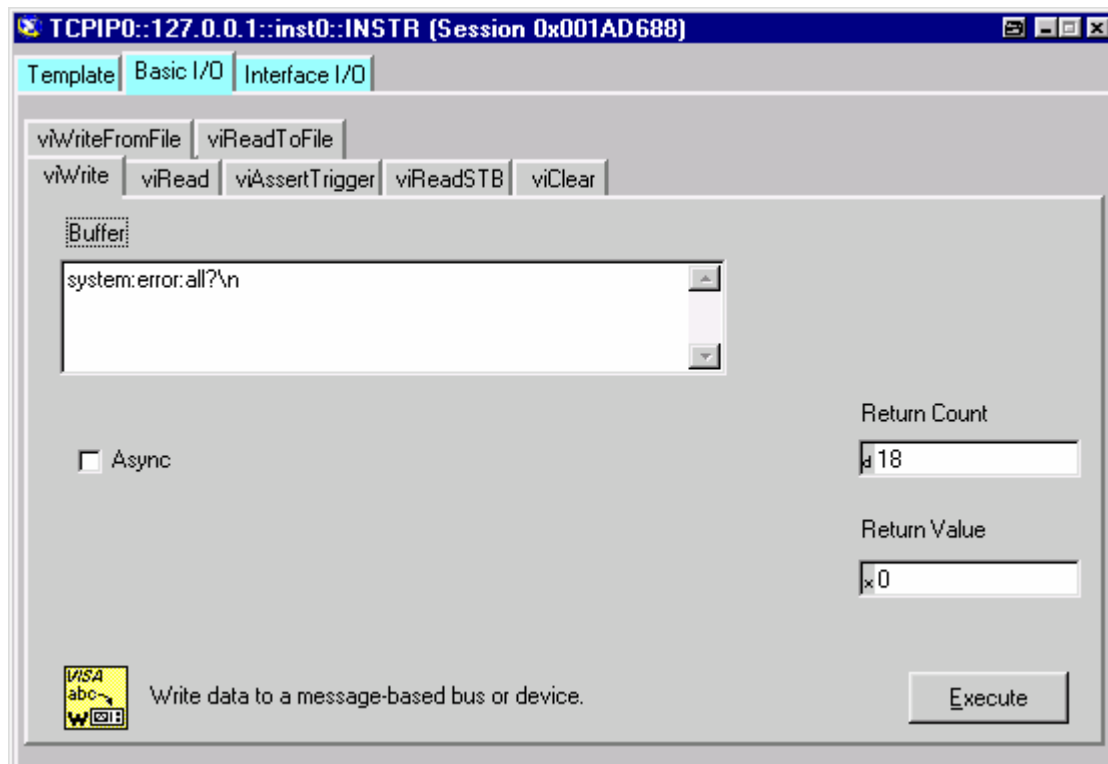 TCPIP0::127.0.0.1::inst0::INSTR (Session 0x001AD688)
Template Basic I/O Interface I/O
viWriteFromFile viReadToFile
viWrite viRead viAssertTrigger viReadSTB viClear
Buffer
system:error:all?\n
Return Count
Async
d 18
Return Value
x 0
VISA
abc
W
Write data to a message-based bus or device.
Execute